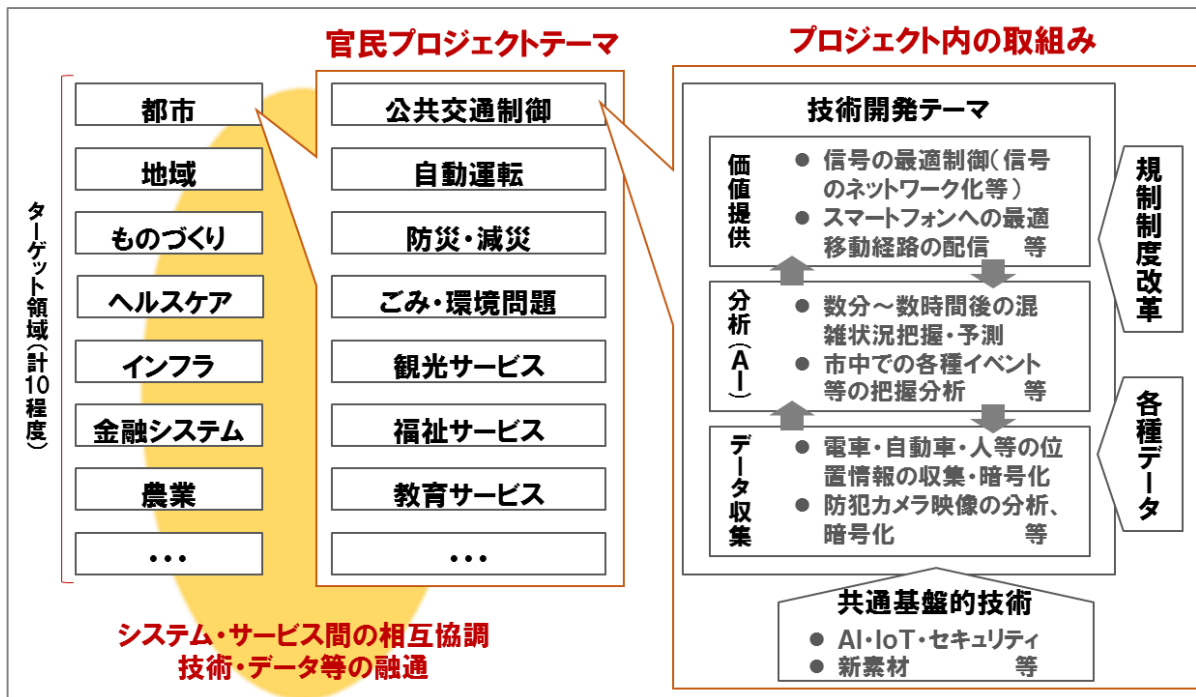 官民プロジェクトテーマ
プロジェクト内の取組み
ターゲット領域(計10程度)
都市
地域
ものづくり
ヘルスケア
インフラ
金融システム
農業
・・・
公共交通制御
自動運転
防災・減災
ごみ・環境問題
観光サービス
福祉サービス
教育サービス
・・・
システム・サービス間の相互協調
技術・データ等の融通
技術開発テーマ
価値提供
● 信号の最適制御(信号
のネットワーク化等)
● スマートフォンへの最適
移動経路の配信 等
分析(AI)
● 数分~数時間後の混
雑状況把握・予測
● 市中での各種イベント
等の把握分析 等
データ収集
● 電車・自動車・人等の位
置情報の収集・暗号化
● 防犯カメラ映像の分析、
暗号化 等
規制制度改革
各種データ
共通基盤的技術
● AI・IoT・セキュリティ
● 新素材 等